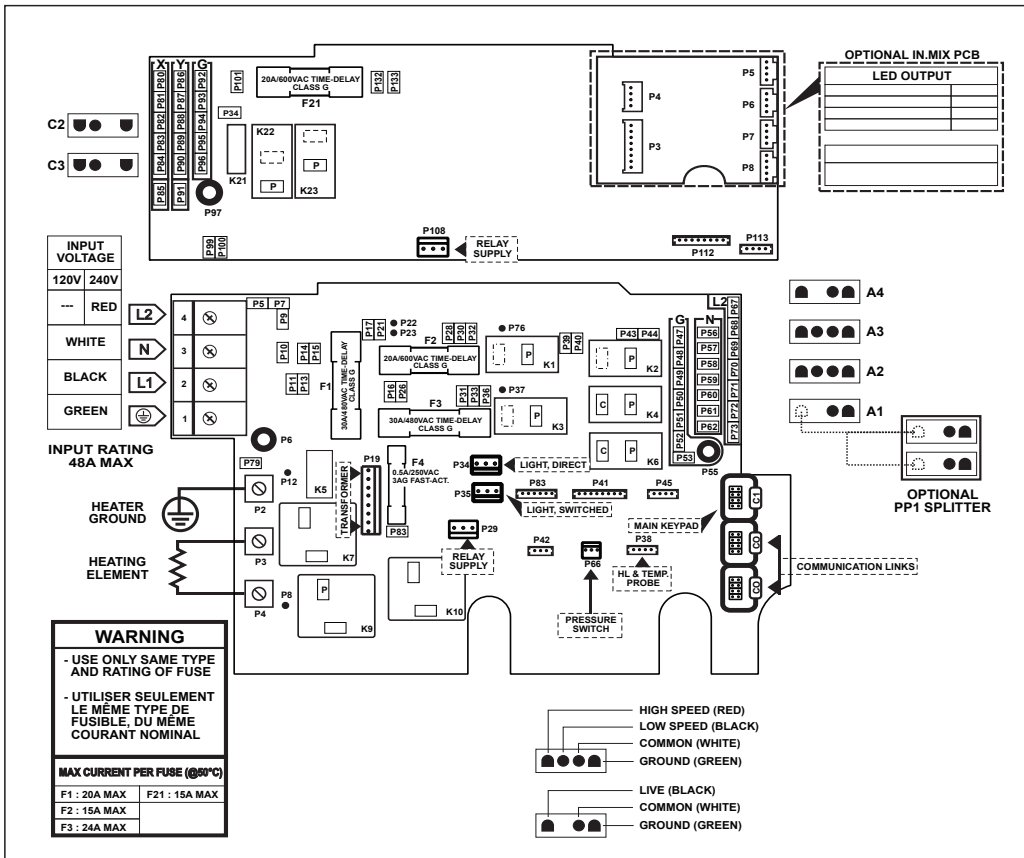 OPTIONAL IN.MIX PCB
LED OUTPUT
X Y G
P80 P81 P82 P83 P84 P85
P86 P87 P88 P89 P90 P91
P92 P93 P94 P95 P96
P97
P101
20A/600VAC TIME-DELAY
CLASS G
F21
P132
P133
P34
K22
K21
P
P
K23
C2
C3
P99
P100
P108
RELAY
SUPPLY
P4
P3
P5
P6
P7
P8
P112
P113
INPUT
VOLTAGE
120V 240V
--- RED
WHITE
BLACK
GREEN
L2
N
L1
4
3
2
1
INPUT RATING
48A MAX
P5 P7
P9
P10
P14
P15
P11
P13
F1
30A/480VAC TIME-DELAY
CLASS G
P17
P21
P22
P23
P28
P30
P32
F2
20A/600VAC TIME-DELAY
CLASS G
P16
P26
P31
P33
P36
F3
30A/480VAC TIME-DELAY
CLASS G
P76
P
K1
P39
P40
P43 P44
P
K2
P37
P
K3
C P
K4
C P
K6
L2
G
N
P47 P48 P49 P50 P51 P52
P53
P56
P57
P58
P59
P60
P61
P62
P67 P68 P69 P70 P71 P72 P73
P55
A4
A3
A2
A1
OPTIONAL
PP1 SPLITTER
P6
P79
P12
K5
P2
P3
P4
P8
K7
P
K9
K10
TRANSFORMER
P19
F4
0.5A/250VAC
3AG FAST-ACT.
P83
P34
LIGHT, DIRECT
P35
LIGHT, SWITCHED
P83
P41
P45
P29
RELAY
SUPPLY
MAIN KEYPAD
P42
P66
P38
HL & TEMP.
PROBE
PRESSURE
SWITCH
C1
CO
CO
COMMUNICATION LINKS
HEATER
GROUND
HEATING
ELEMENT
WARNING
- USE ONLY SAME TYPE
AND RATING OF FUSE
- UTILISER SEULEMENT
LE MÊME TYPE DE
FUSIBLE, DU MÊME
COURANT NOMINAL
MAX CURRENT PER FUSE (@50°C)
F1 : 20A MAX F21 : 15A MAX
F2 : 15A MAX
F3 : 24A MAX
HIGH SPEED (RED)
LOW SPEED (BLACK)
COMMON (WHITE)
GROUND (GREEN)
LIVE (BLACK)
COMMON (WHITE)
GROUND (GREEN)